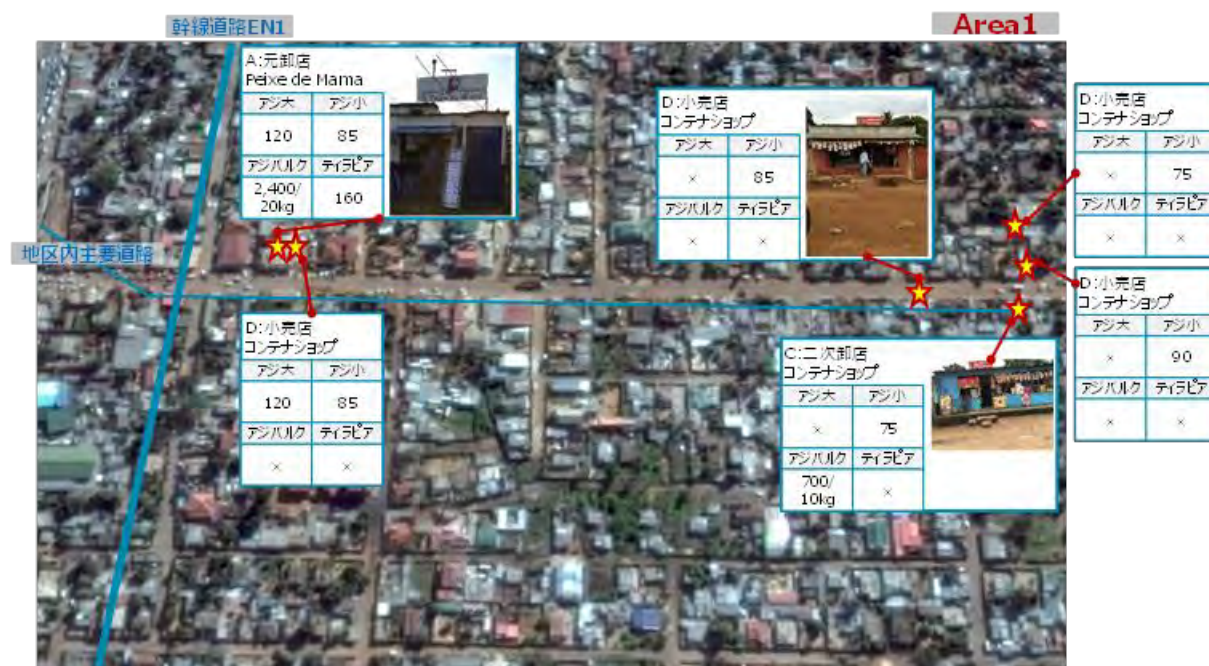 幹線道路EN1
Area1
A:元卸店
Peixe de Mama
アジ大 アジ小
120 85
アジバルク ティラピア
2,400/
20kg 160
D:小売店
コンテナショップ
アジ大 アジ小
× 85
アジバルク ティラピア
× ×
D:小売店
コンテナショップ
アジ大 アジ小
× 75
アジバルク ティラピア
× ×
地区内主要道路
D:小売店
コンテナショップ
アジ大 アジ小
× 90
アジバルク ティラピア
× ×
D:小売店
コンテナショップ
アジ大 アジ小
120 85
アジバルク ティラピア
× ×
C:二次卸店
コンテナショップ
アジ大 アジ小
× 75
アジバルク ティラピア
700/
10kg ×